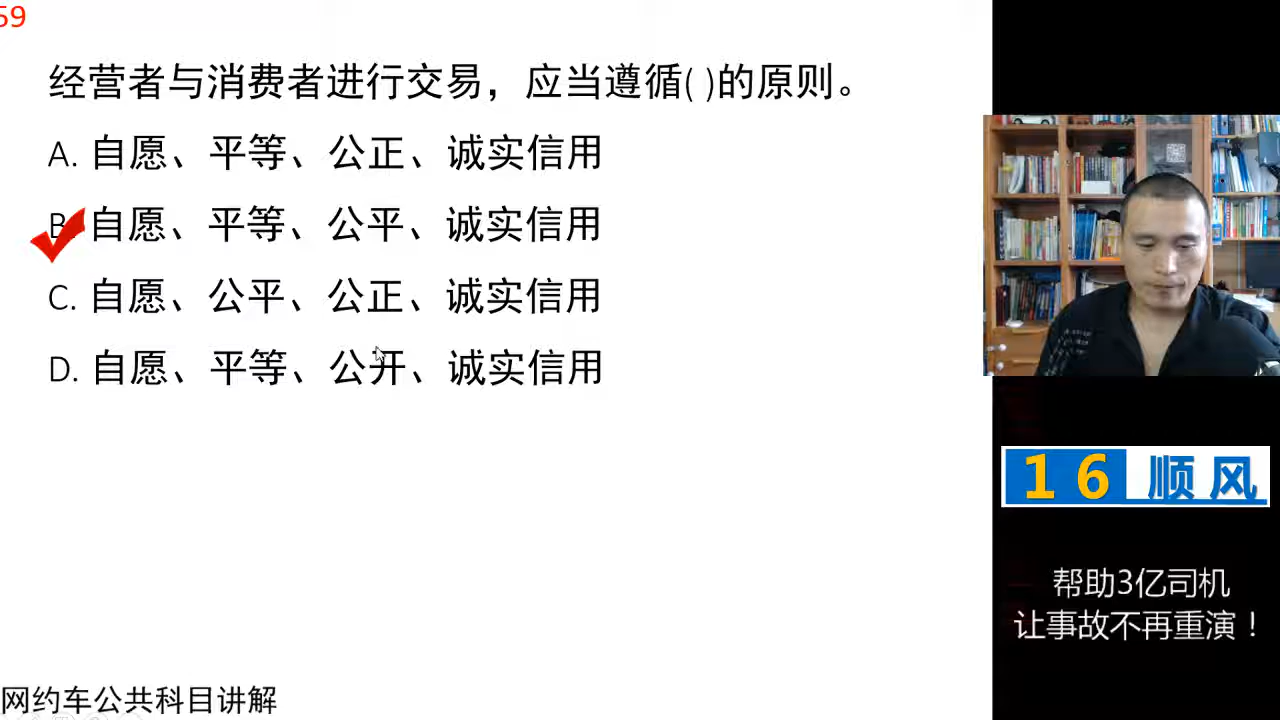 59
经营者与消费者进行交易，应当遵循( )的原则。
A. 自愿、平等、公正、诚实信用
B. 自愿、平等、公平、诚实信用
C. 自愿、公平、公正、诚实信用
D. 自愿、平等、公开、诚实信用
16顺风
帮助3亿司机
让事故不再重演！
网约车公共科目讲解